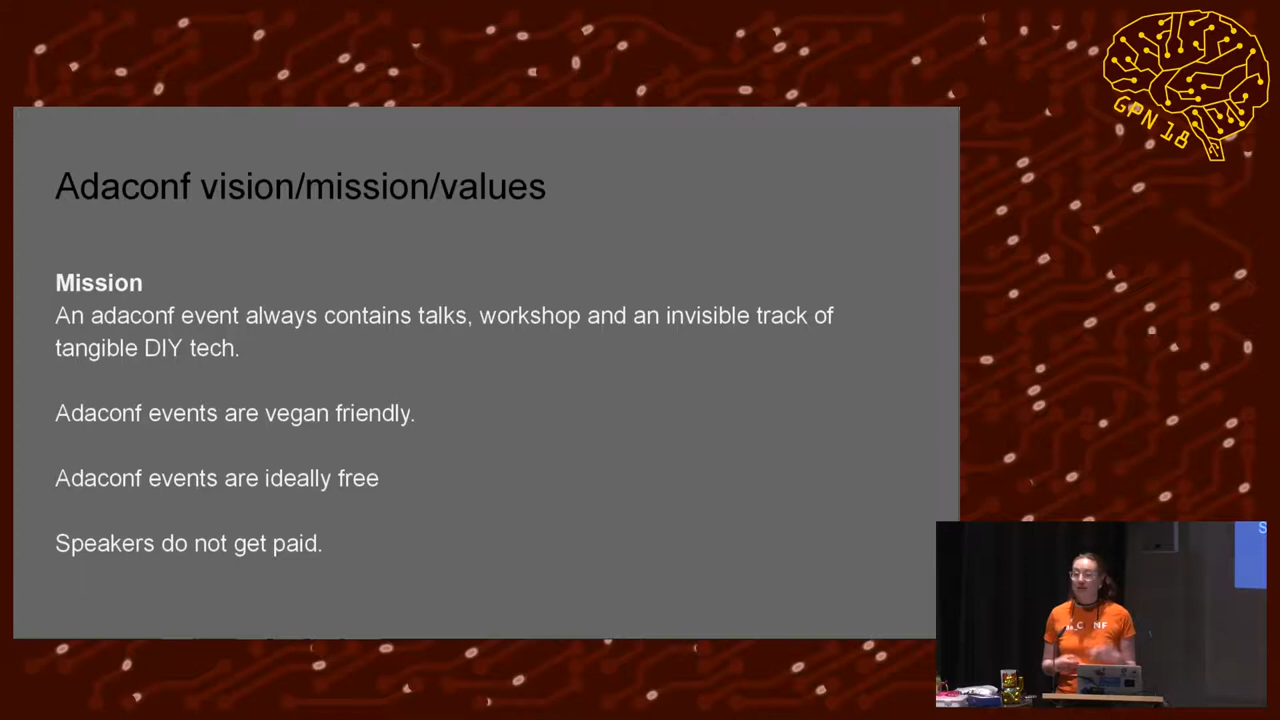 GPN 18
Adaconf vision/mission/values
Mission
An adaconf event always contains talks, workshop and an invisible track of
tangible DIY tech.
Adaconf events are vegan friendly.
Adaconf events are ideally free
Speakers do not get paid.
S